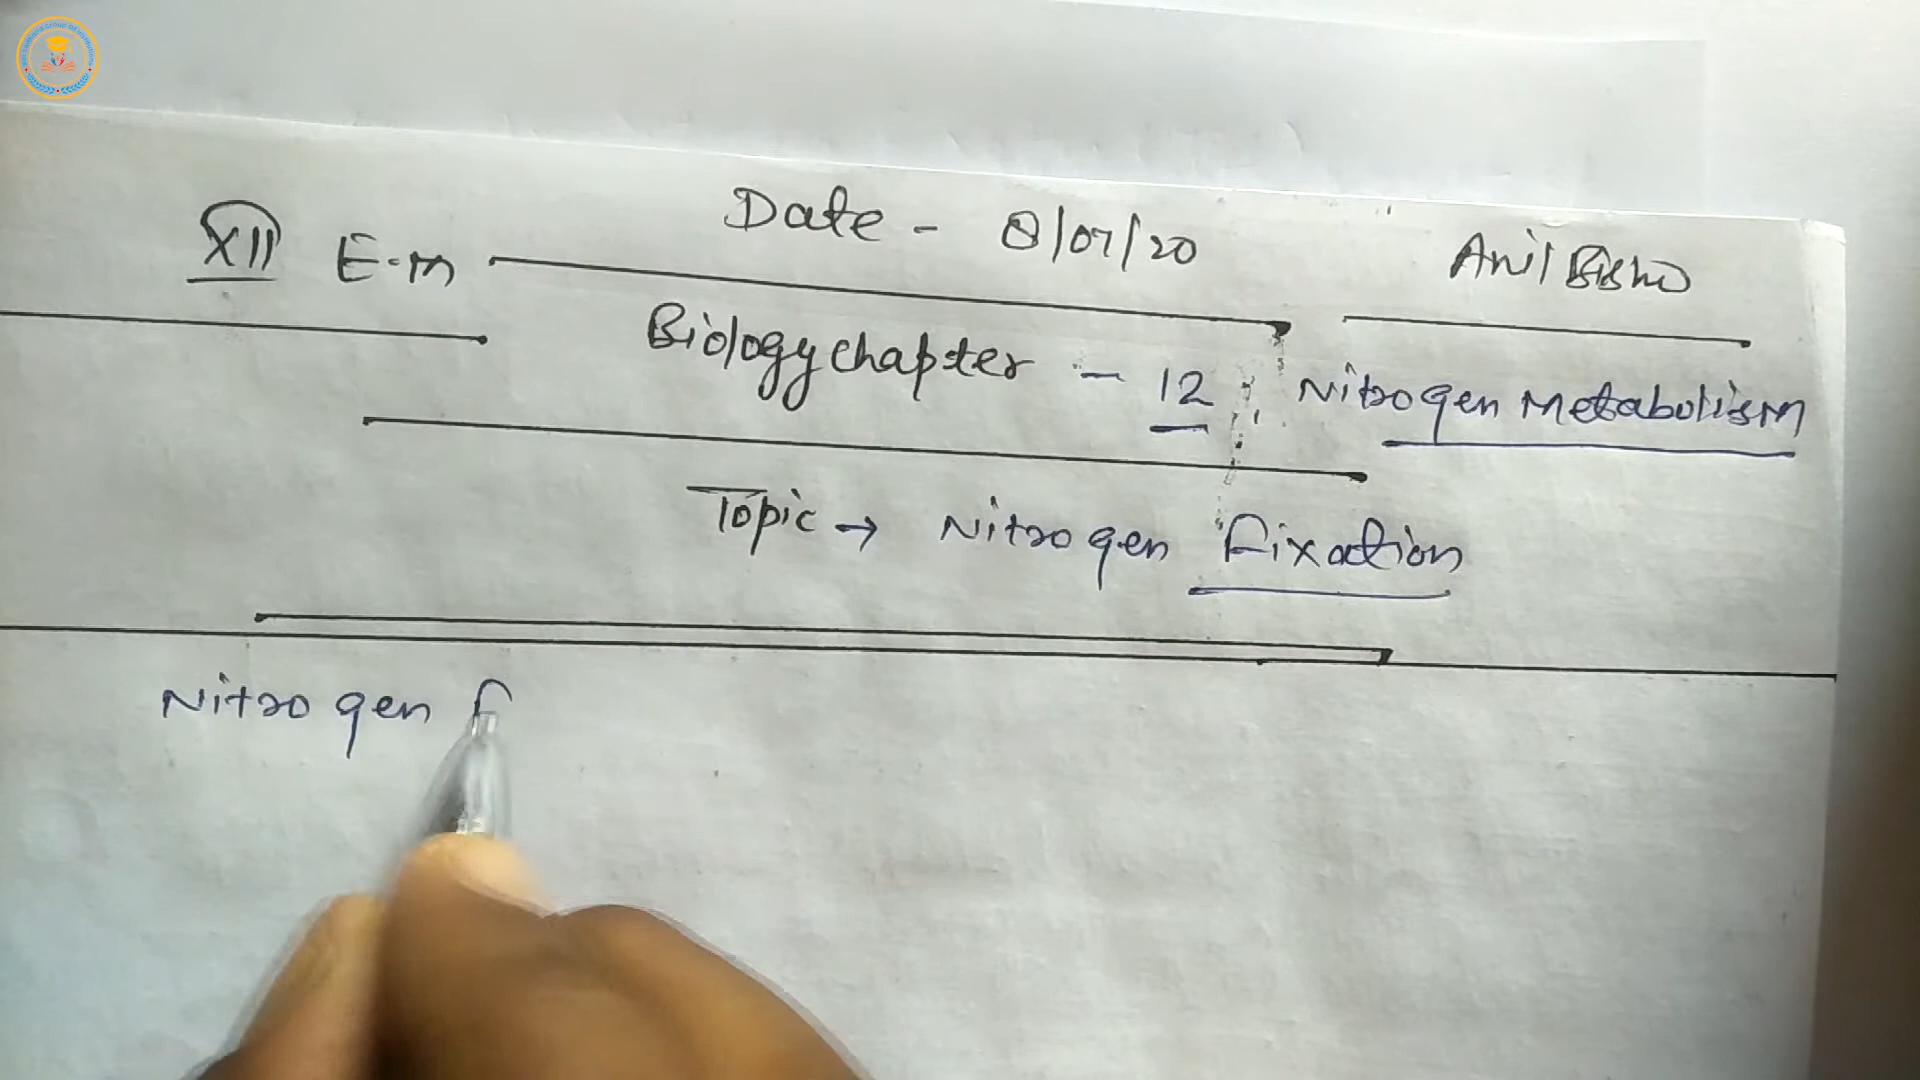 XII E-m Date - 8/07/20 Anil
Biology chapter - 12, Nitrogen Metabolism
Topic → Nitrogen Fixation
Nitrogen f